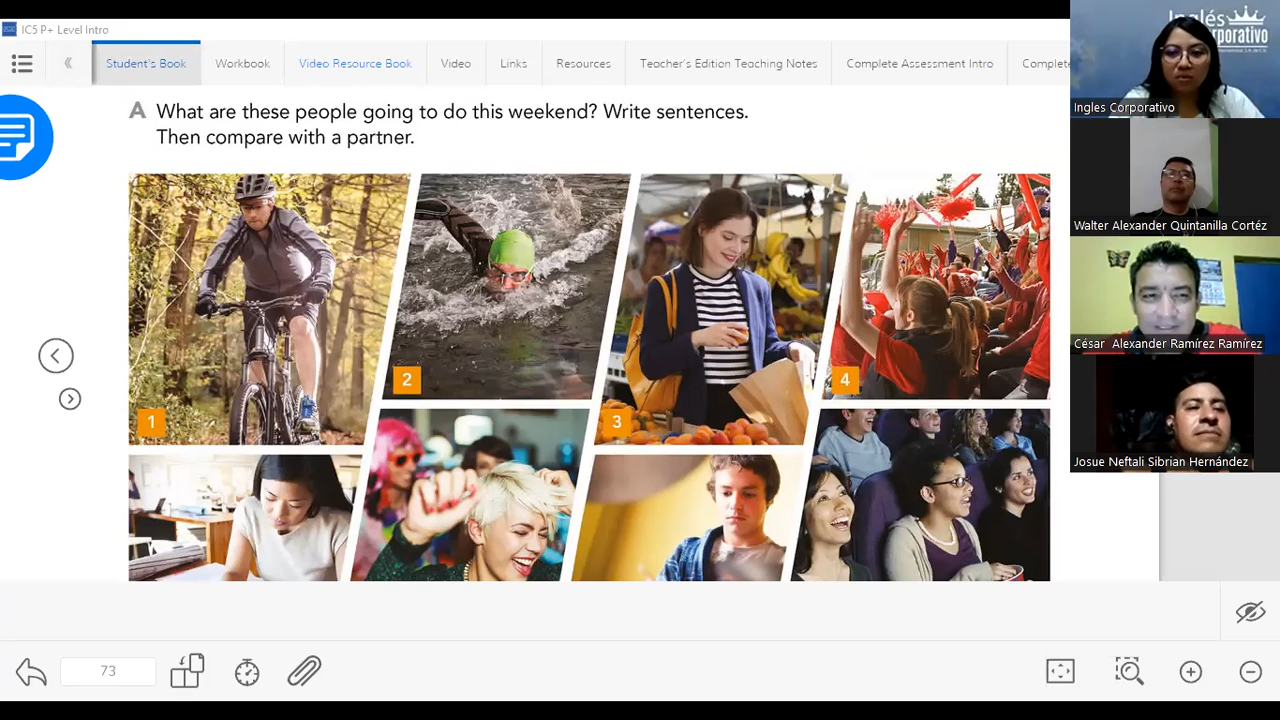 IC5 P+ Level Intro
Student's Book
Workbook
Video Resource Book
Video
Links
Resources
Teacher's Edition Teaching Notes
Complete Assessment Intro
Complete
A What are these people going to do this weekend? Write sentences.
Then compare with a partner.
1
2
3
4
73
Inglés
Corporativo
Ingles Corporativo
Walter Alexander Quintanilla Cortéz
César Alexander Ramírez Ramírez
Josue Neftali Sibrian Hernández